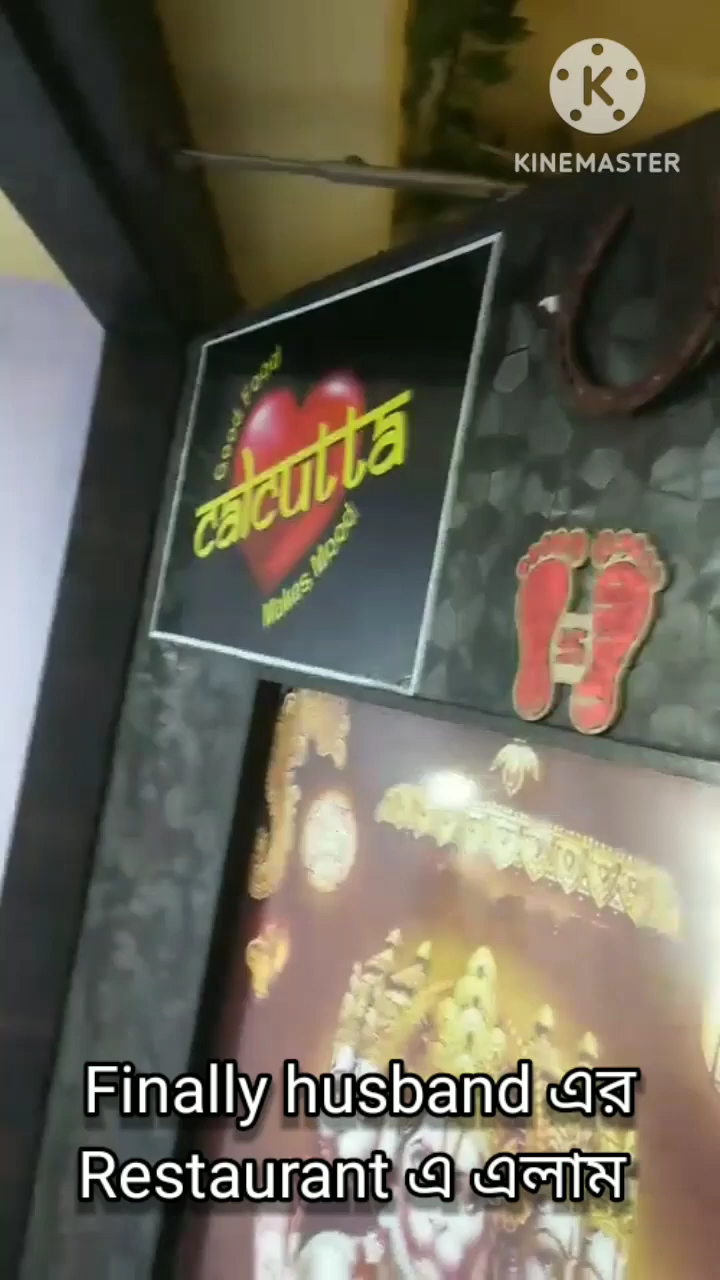 KINEMASTER
Good Food
calcutta
Makes Mood
Finally husband এর
Restaurant এ এলাম